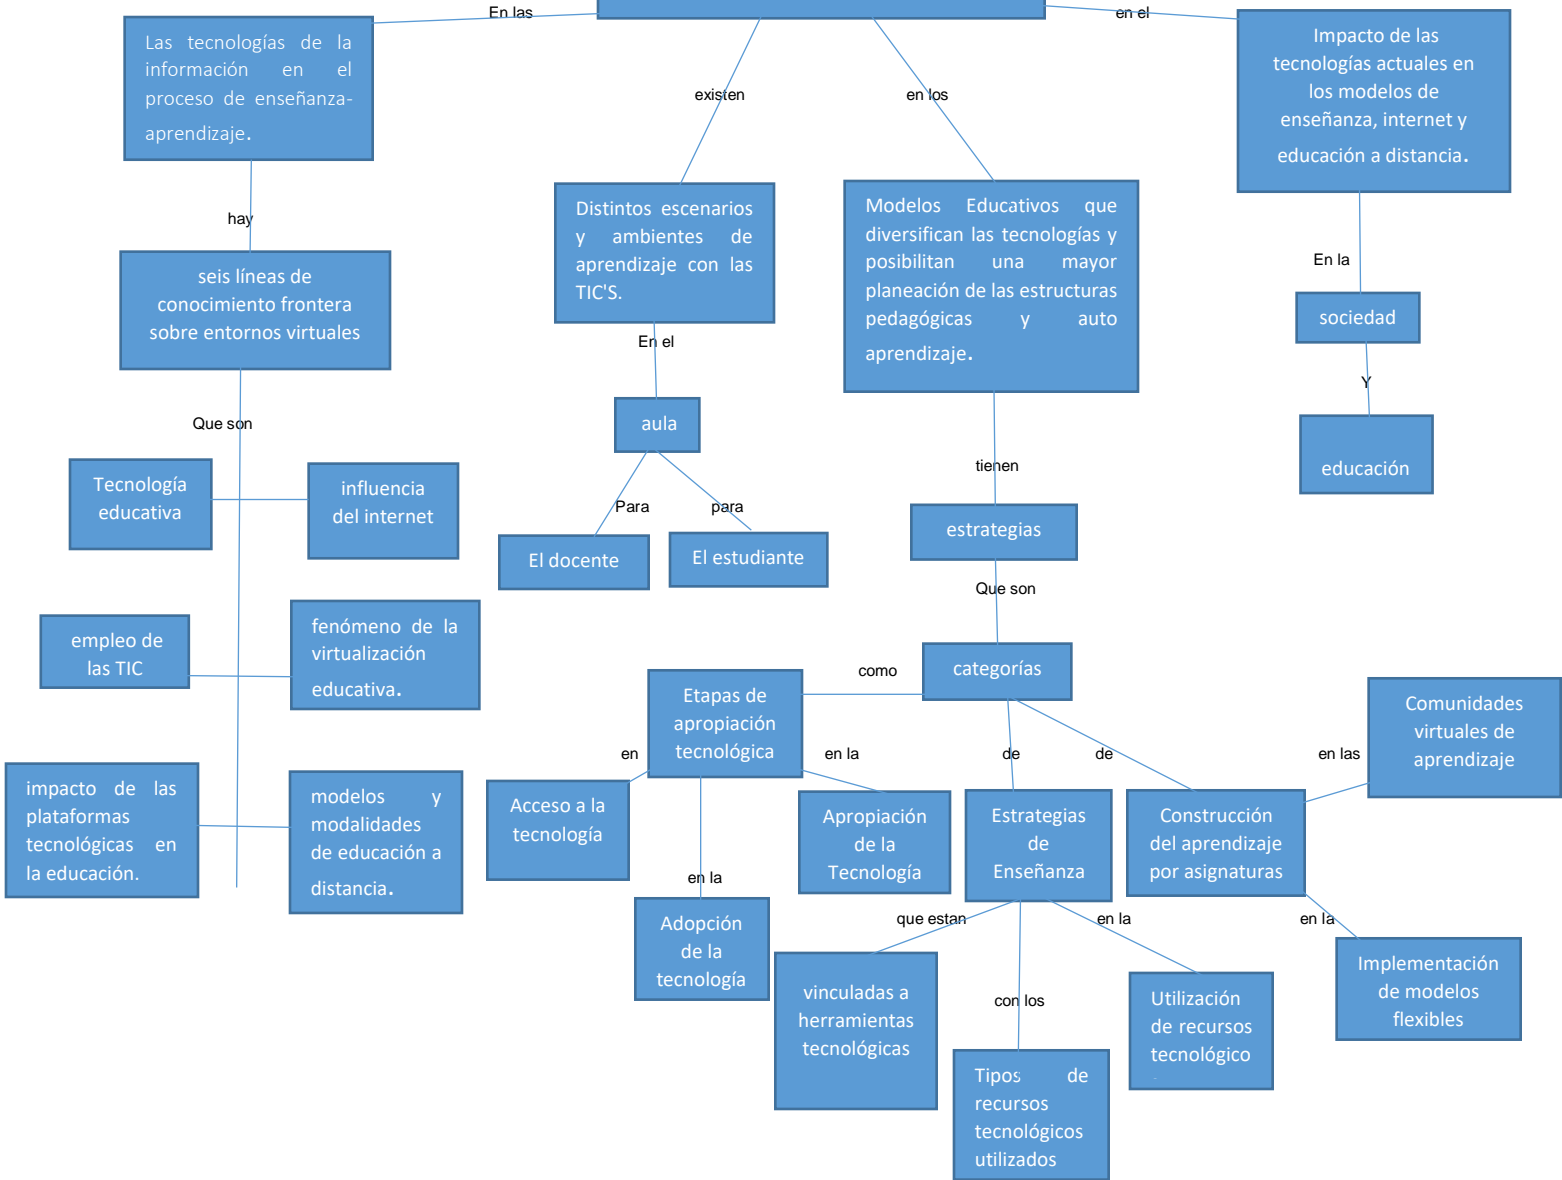 En las
en el
Las tecnologías de la
información en el
proceso de enseñanza-
aprendizaje.
existen
en los
Impacto de las
tecnologías actuales en
los modelos de
enseñanza, internet y
educación a distancia.
hay
Distintos escenarios
y ambientes de
aprendizaje con las
TIC'S.
Modelos Educativos que
diversifican las tecnologías y
posibilitan una mayor
planeación de las estructuras
pedagógicas y auto
aprendizaje.
En la
seis líneas de
conocimiento frontera
sobre entornos virtuales
sociedad
En el
Y
Que son
aula
educación
tienen
Tecnología
educativa
influencia
del internet
Para
para
estrategias
El docente
El estudiante
Que son
empleo de
las TIC
fenómeno de la
virtualización
educativa.
como
categorías
Etapas de
apropiación
tecnológica
Comunidades
virtuales de
aprendizaje
en
en la
de
de
en las
impacto de las
plataformas
tecnológicas en
la educación.
modelos y
modalidades
de educación a
distancia.
Acceso a la
tecnología
Apropiación
de la
Tecnología
Estrategias
de
Enseñanza
Construcción
del aprendizaje
por asignaturas
en la
que estan
en la
en la
Adopción
de la
tecnología
vinculadas a
herramientas
tecnológicas
con los
Utilización
de recursos
tecnológico
Implementación
de modelos
flexibles
Tipos de
recursos
tecnológicos
utilizados